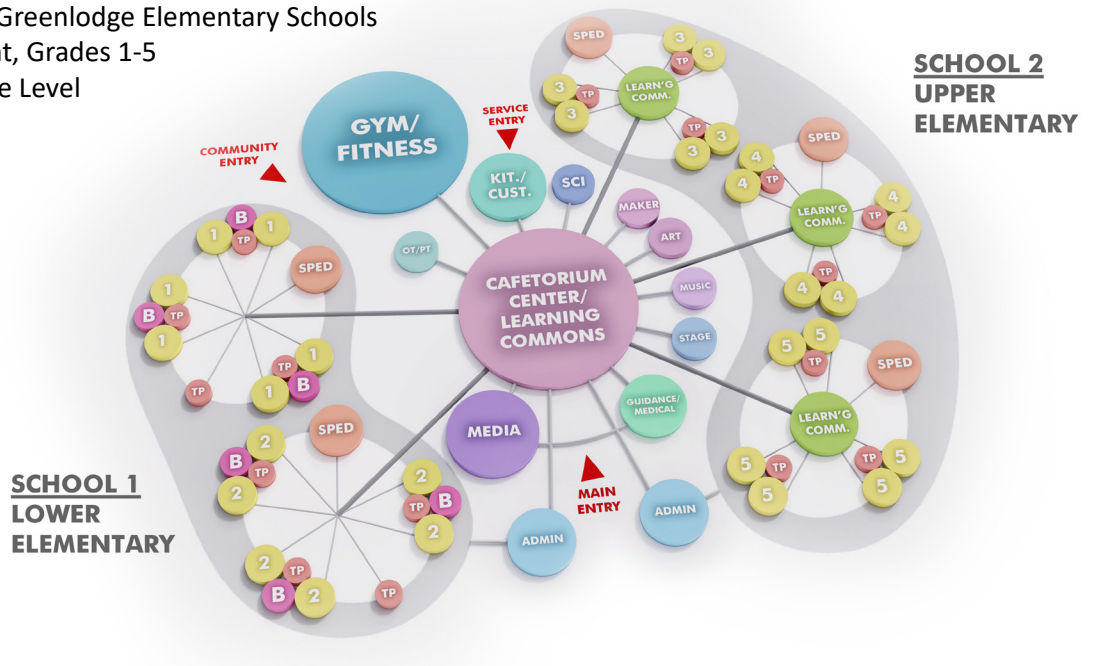 Greenlodge Elementary Schools
, Grades 1-5
Level
SCHOOL 2
UPPER
ELEMENTARY
SPED
3
3
TP
LEARN'G
COMM.
3
TP
3
TP
3
3
GYM/
FITNESS
SERVICE
ENTRY
COMMUNITY
ENTRY
KIT./
CUST.
SCI
MAKER
ART
MUSIC
STAGE
OT/PT
CAFETORIUM
CENTER/
LEARNING
COMMONS
SPED
4
4
TP
LEARN'G
COMM.
4
TP
4
TP
4
4
B
1
1
TP
SPED
1
B
TP
1
1
TP
1
B
TP
5
5
TP
SPED
LEARN'G
COMM.
5
TP
5
TP
5
5
GUIDANCE/
MEDICAL
MEDIA
MAIN
ENTRY
ADMIN
ADMIN
SPED
2
B
TP
2
2
B
TP
2
2
TP
B
2
TP
SCHOOL 1
LOWER
ELEMENTARY